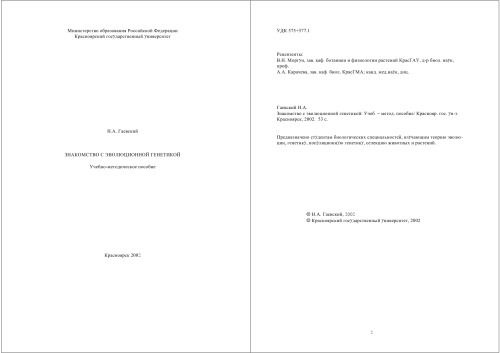 Министерство образования Российской Федерации
Красноярский государственный университет
Н.А. Гаевский
ЗНАКОМСТВО С ЭВОЛЮЦИОННОЙ ГЕНЕТИКОЙ
Учебно-методическое пособие
Красноярск 2002
УДК 575+577.1
Рецензенты:
Н.Н. Моргун, зав. каф. ботаники и физиологии растений КрасГАУ, д-р биол. наук,
проф.
А.А. Карачева, зав. каф. биол. КрасГМА; канд. мед.наук, доц.
Гаевский Н.А.
Знакомство с эволюционной генетикой: Учеб. – метод. пособие/ Краснояр. гос. ун-т
Красноярск, 2002. 53 с.
Предназначено студентам биологических специальностей, изучающим теорию эволю-
ции, генетику, популяционную генетику, селекцию животных и растений.
© Н.А. Гаевский, 2002
© Красноярский государственный университет, 2002
2